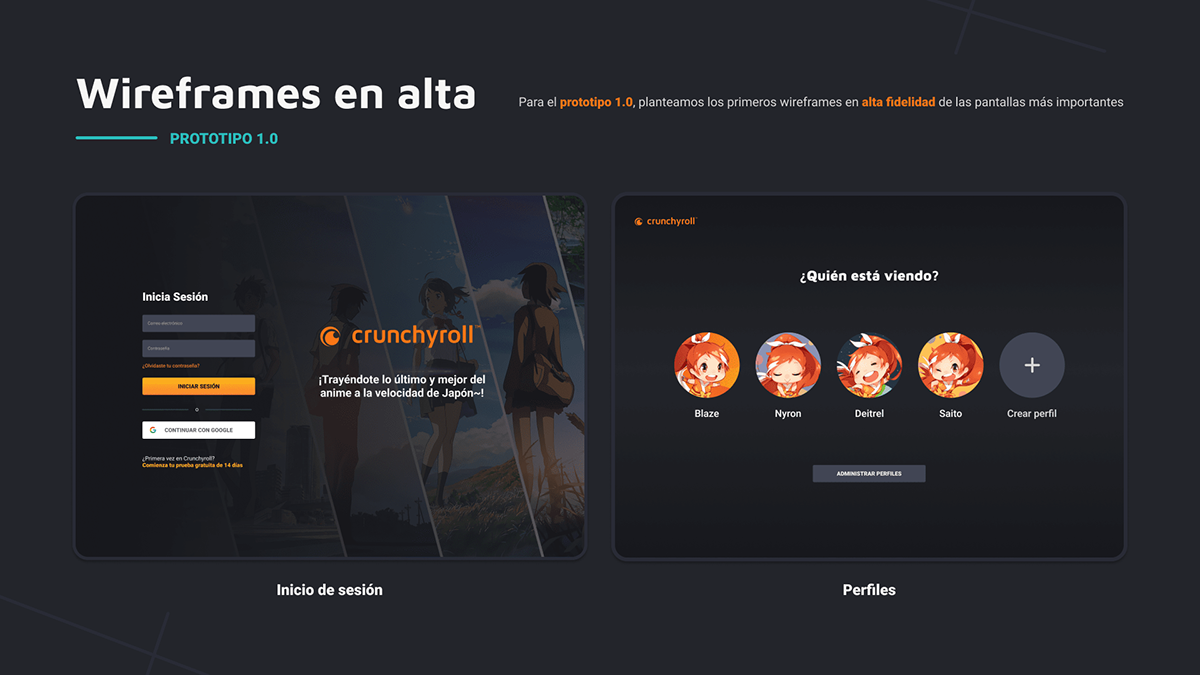 Wireframes en alta
PROTOTIPO 1.0
Para el prototipo 1.0, planteamos los primeros wireframes en alta fidelidad de las pantallas más importantes
Inicia Sesión
Correo electrónico
Contraseña
¿Olvidaste tu contraseña?
INICIAR SESIÓN
O
CONTINUAR CON GOOGLE
¿Primera vez en Crunchyroll?
Comienza tu prueba gratuita de 14 días
crunchyroll™
¡Trayéndote lo último y mejor del
anime a la velocidad de Japón~!
Inicio de sesión
crunchyroll™
¿Quién está viendo?
Blaze
Nyron
Deitrel
Saito
Crear perfil
ADMINISTRAR PERFILES
Perfiles